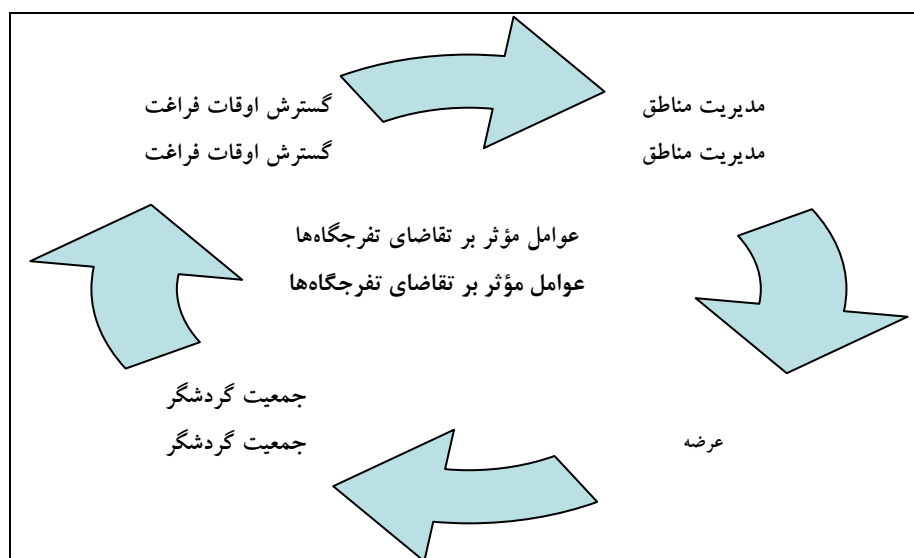 مدیریت مناطق
مدیریت مناطق
گسترش اوقات فراغت
گسترش اوقات فراغت
عوامل مؤثر بر تقاضای تفرجگاه‌ها
عوامل مؤثر بر تقاضای تفرجگاه‌ها
عرضه
جمعیت گردشگر
جمعیت گردشگر